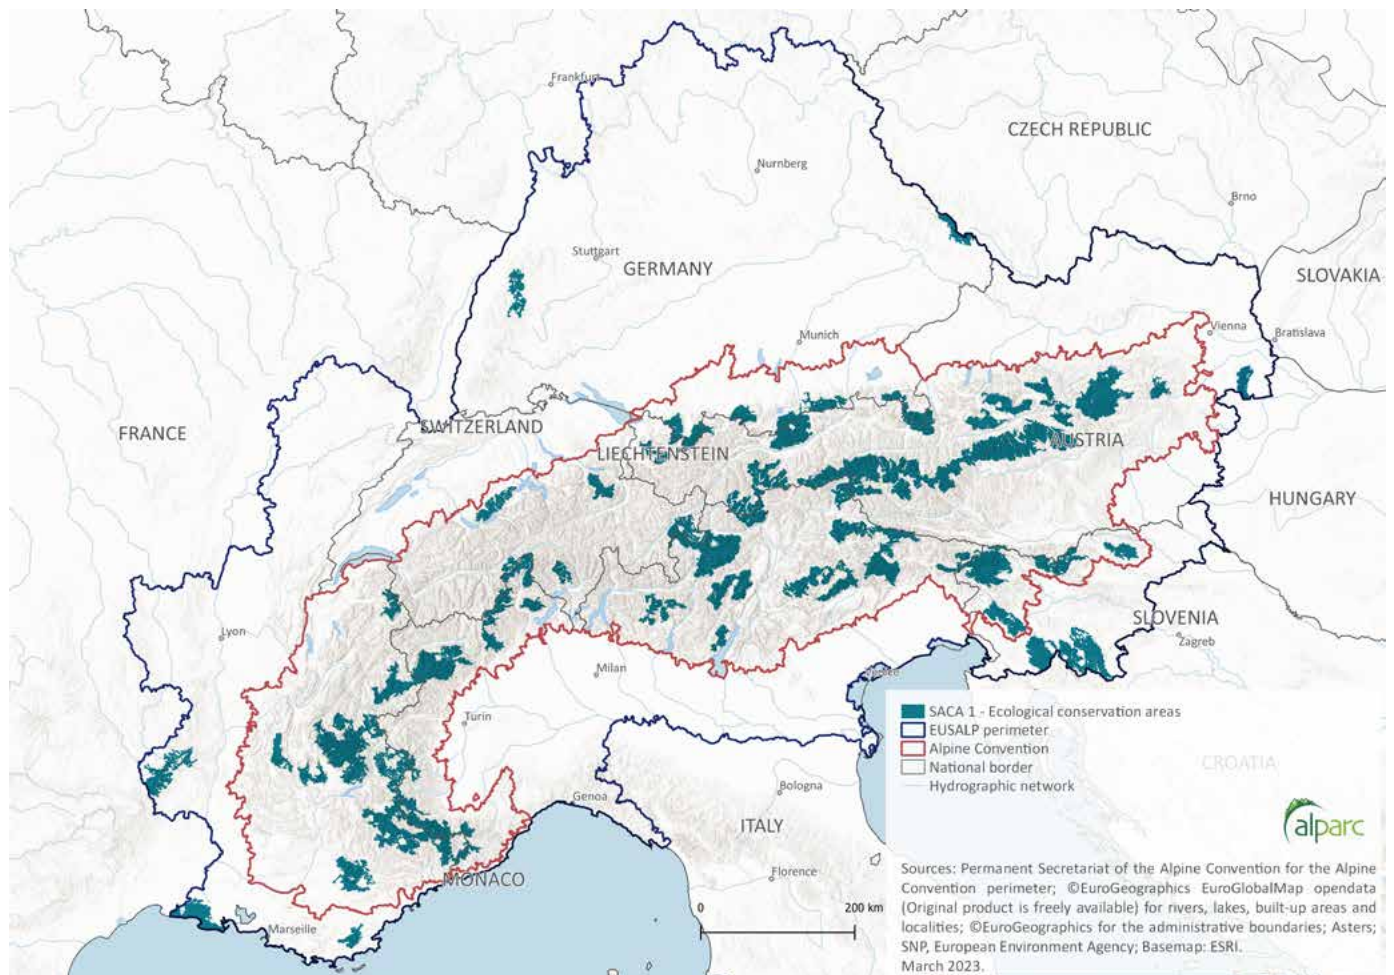 Frankfurt
CZECH REPUBLIC
Nurnberg
Brno
Stuttgart
GERMANY
SLOVAKIA
Munich
Vienna
Bratislava
FRANCE
SWITZERLAND
LIECHTENSTEIN
AUSTRIA
HUNGARY
SLOVENIA
Lyon
Zagreb
Milan
Venice
Turin
SACA 1 - Ecological conservation areas
EUSALP perimeter
Alpine Convention
National border
Hydrographic network
CROATIA
Bologna
Genoa
ITALY
alparc
Florence
MONACO
Marseille
0 200 km
Sources: Permanent Secretariat of the Alpine Convention for the Alpine
Convention perimeter; ©EuroGeographics EuroGlobalMap opendata
(Original product is freely available) for rivers, lakes, built-up areas and
localities; ©EuroGeographics for the administrative boundaries; Asters;
SNP, European Environment Agency; Basemap: ESRI.
March 2023.